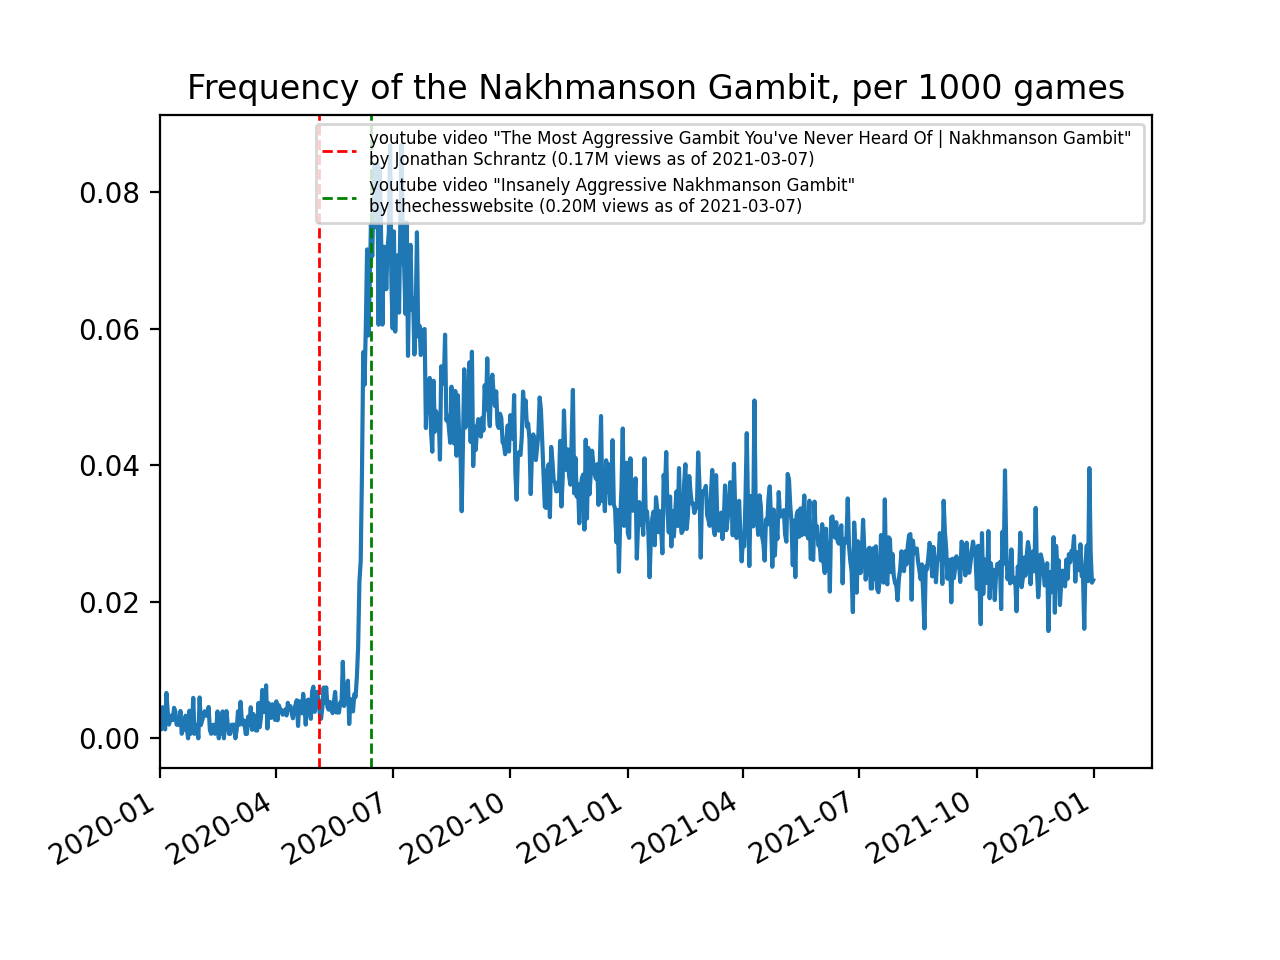 Frequency of the Nakhmanson Gambit, per 1000 games
youtube video "The Most Aggressive Gambit You've Never Heard Of | Nakhmanson Gambit"
by Jonathan Schrantz (0.17M views as of 2021-03-07)
youtube video "Insanely Aggressive Nakhmanson Gambit"
by thechesswebsite (0.20M views as of 2021-03-07)
0.08
0.06
0.04
0.02
0.00
2020-01
2020-04
2020-07
2020-10
2021-01
2021-04
2021-07
2021-10
2022-01